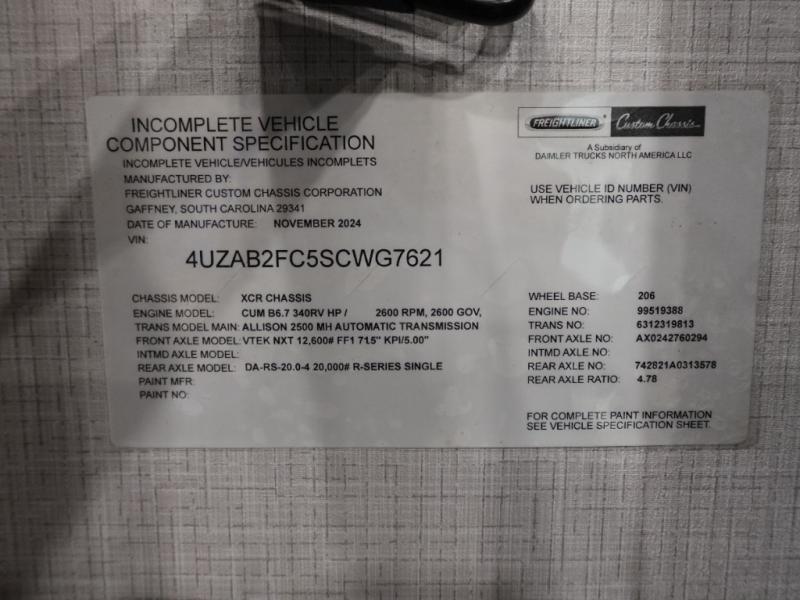 INCOMPLETE VEHICLE
COMPONENT SPECIFICATION
INCOMPLETE VEHICLE/VEHICULES INCOMPLETS
MANUFACTURED BY:
FREIGHTLINER CUSTOM CHASSIS CORPORATION
GAFFNEY, SOUTH CAROLINA 29341
DATE OF MANUFACTURE: NOVEMBER 2024
VIN:
4UZAB2FC5SCWG7621
FREIGHTLINER Custom Chassis
A Subsidiary of
DAIMLER TRUCKS NORTH AMERICA LLC
USE VEHICLE ID NUMBER (VIN)
WHEN ORDERING PARTS.
CHASSIS MODEL: XCR CHASSIS
ENGINE MODEL: CUM B6.7 340RV HP / 2600 RPM, 2600 GOV,
TRANS MODEL MAIN: ALLISON 2500 MH AUTOMATIC TRANSMISSION
FRONT AXLE MODEL: VTEK NXT 12,600# FF1 71.5" KPI/5.00"
INTMD AXLE MODEL:
REAR AXLE MODEL: DA-RS-20.0-4 20,000# R-SERIES SINGLE
PAINT MFR:
PAINT NO:
WHEEL BASE: 206
ENGINE NO: 99519388
TRANS NO: 6312319813
FRONT AXLE NO: AX0242760294
INTMD AXLE NO:
REAR AXLE NO: 742821A0313578
REAR AXLE RATIO: 4.78
FOR COMPLETE PAINT INFORMATION
SEE VEHICLE SPECIFICATION SHEET.